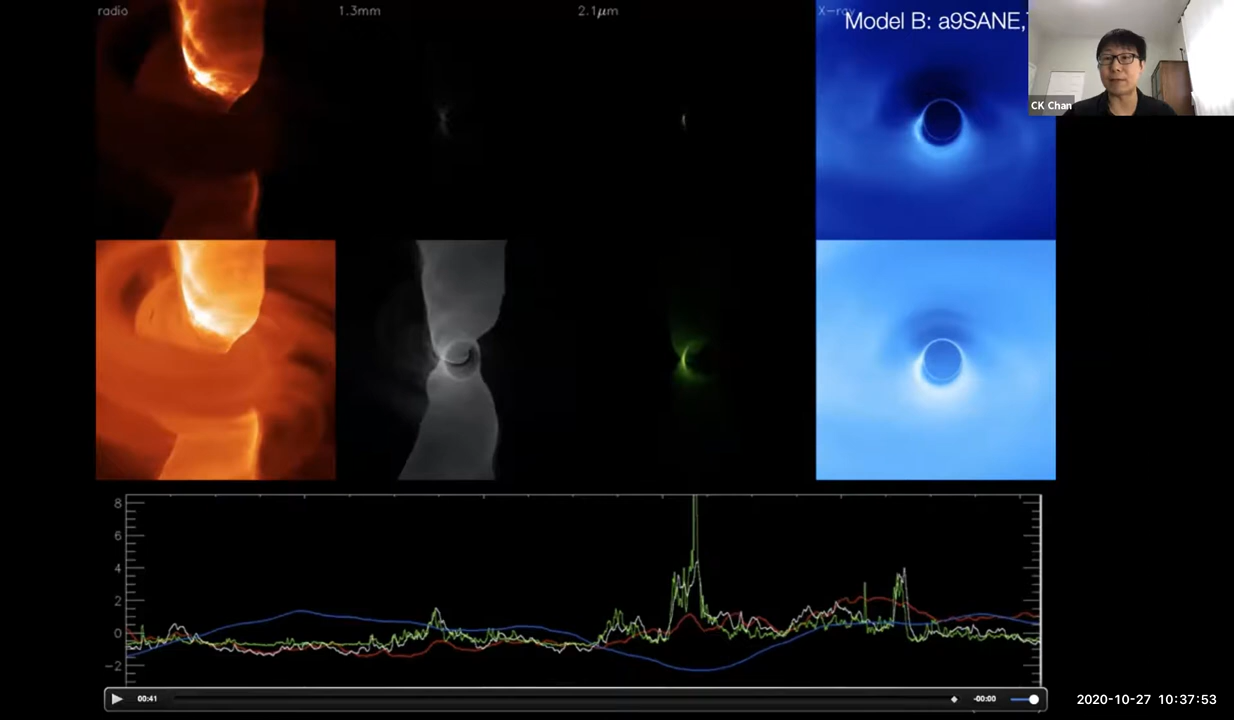 radio
1.3mm
2.1μm
X-ray
Model B: a9SANE,
CK Chan
8
6
4
2
0
−2
00:41
-00:00
2020-10-27 10:37:53